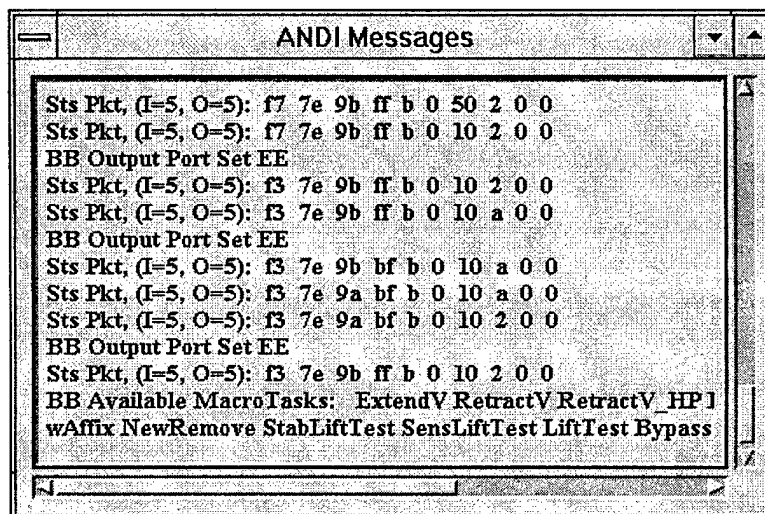 ANDI Messages
Sts Pkt, (I=5, O=5): f7 7e 9b ff b 0 50 2 0 0
Sts Pkt, (I=5, O=5): f7 7e 9b ff b 0 10 2 0 0
BB Output Port Set EE
Sts Pkt, (I=5, O=5): f3 7e 9b ff b 0 10 2 0 0
Sts Pkt, (I=5, O=5): f3 7e 9b ff b 0 10 a 0 0
BB Output Port Set EE
Sts Pkt, (I=5, O=5): f3 7e 9b bf b 0 10 a 0 0
Sts Pkt, (I=5, O=5): f3 7e 9a bf b 0 10 a 0 0
Sts Pkt, (I=5, O=5): f3 7e 9a bf b 0 10 2 0 0
BB Output Port Set EE
Sts Pkt, (I=5, O=5): f3 7e 9b ff b 0 10 2 0 0
BB Available MacroTasks: ExtendV RetractV RetractV_HP
wAffix NewRemove StabLiftTest SensLiftTest LiftTest Bypass